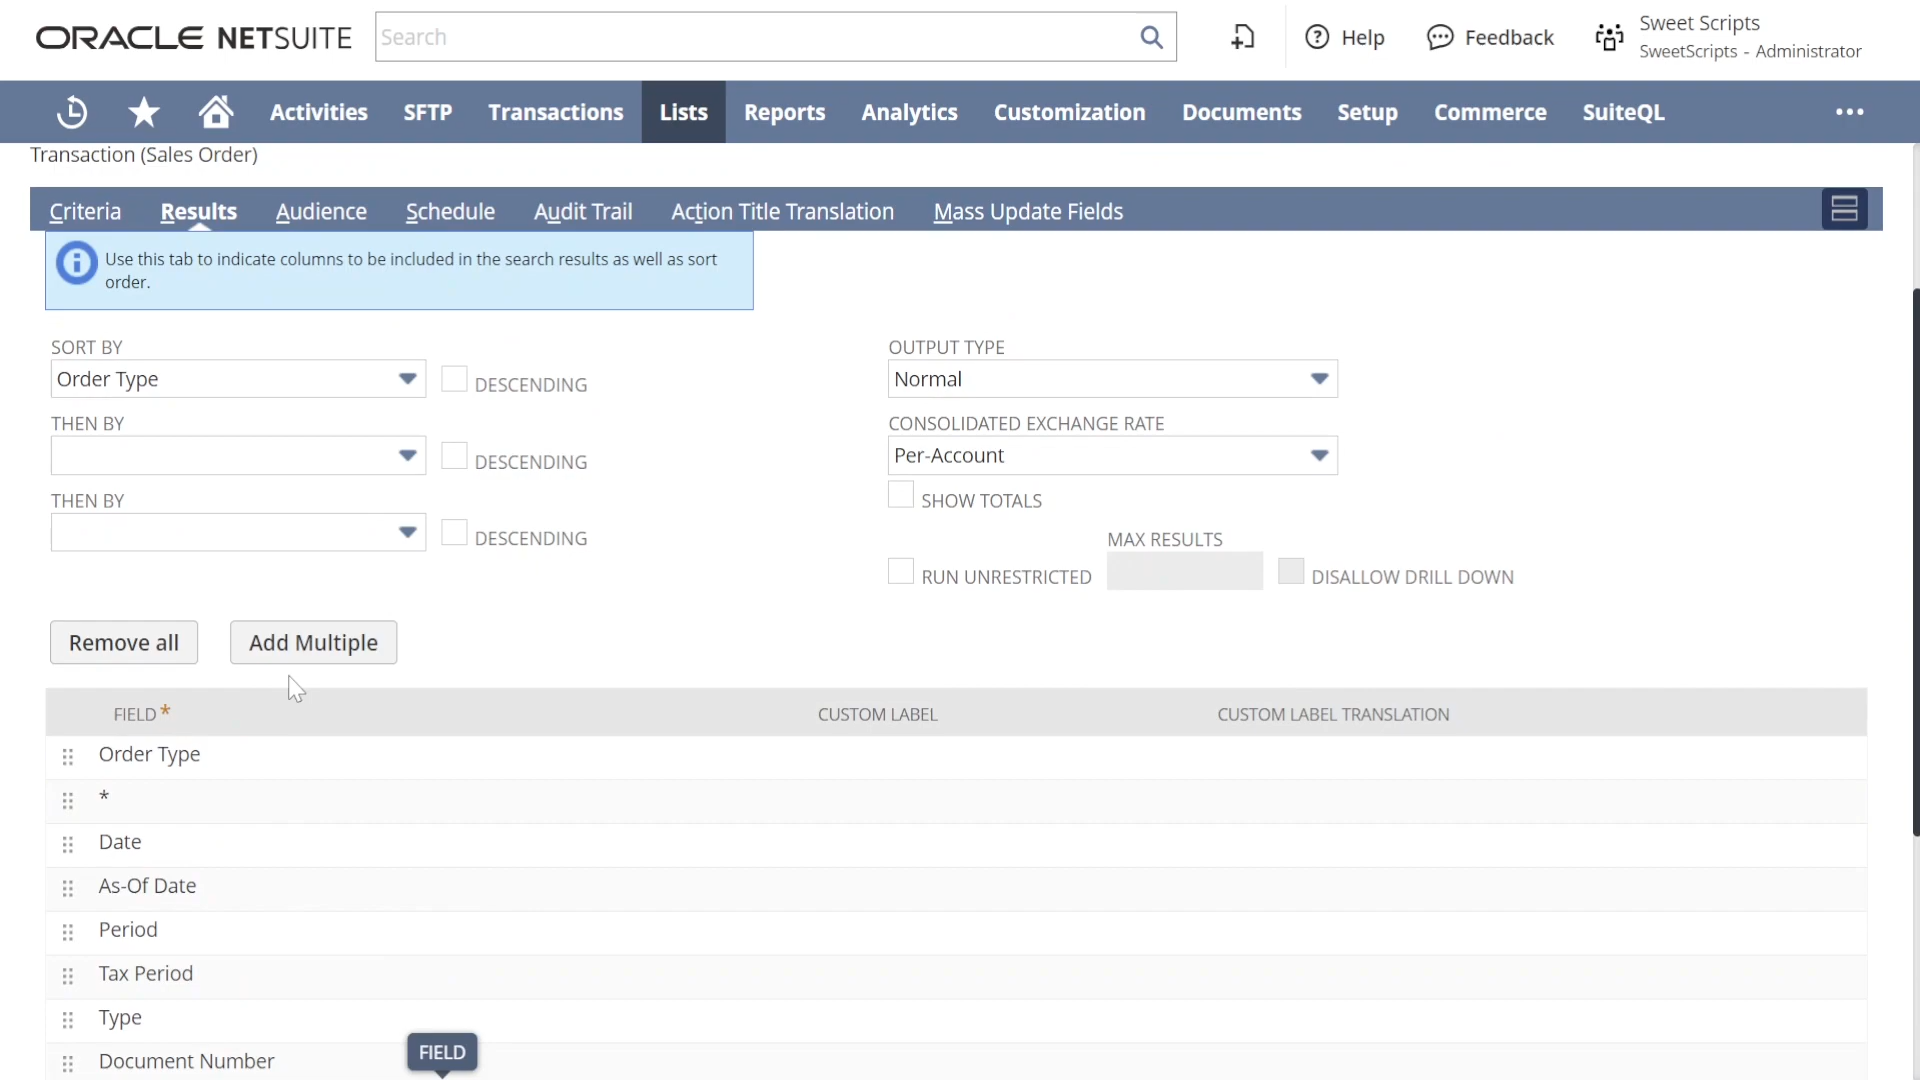 ORACLE NETSUITE
Search
Help
Feedback
Sweet Scripts
SweetScripts - Administrator
Activities
SFTP
Transactions
Lists
Reports
Analytics
Customization
Documents
Setup
Commerce
SuiteQL
Transaction (Sales Order)
Criteria
Results
Audience
Schedule
Audit Trail
Action Title Translation
Mass Update Fields
Use this tab to indicate columns to be included in the search results as well as sort
order.
SORT BY
Order Type
DESCENDING
THEN BY
DESCENDING
THEN BY
DESCENDING
OUTPUT TYPE
Normal
CONSOLIDATED EXCHANGE RATE
Per-Account
SHOW TOTALS
MAX RESULTS
RUN UNRESTRICTED
DISALLOW DRILL DOWN
Remove all
Add Multiple
FIELD *
CUSTOM LABEL
CUSTOM LABEL TRANSLATION
Order Type
*
Date
As-Of Date
Period
Tax Period
Type
Document Number
FIELD